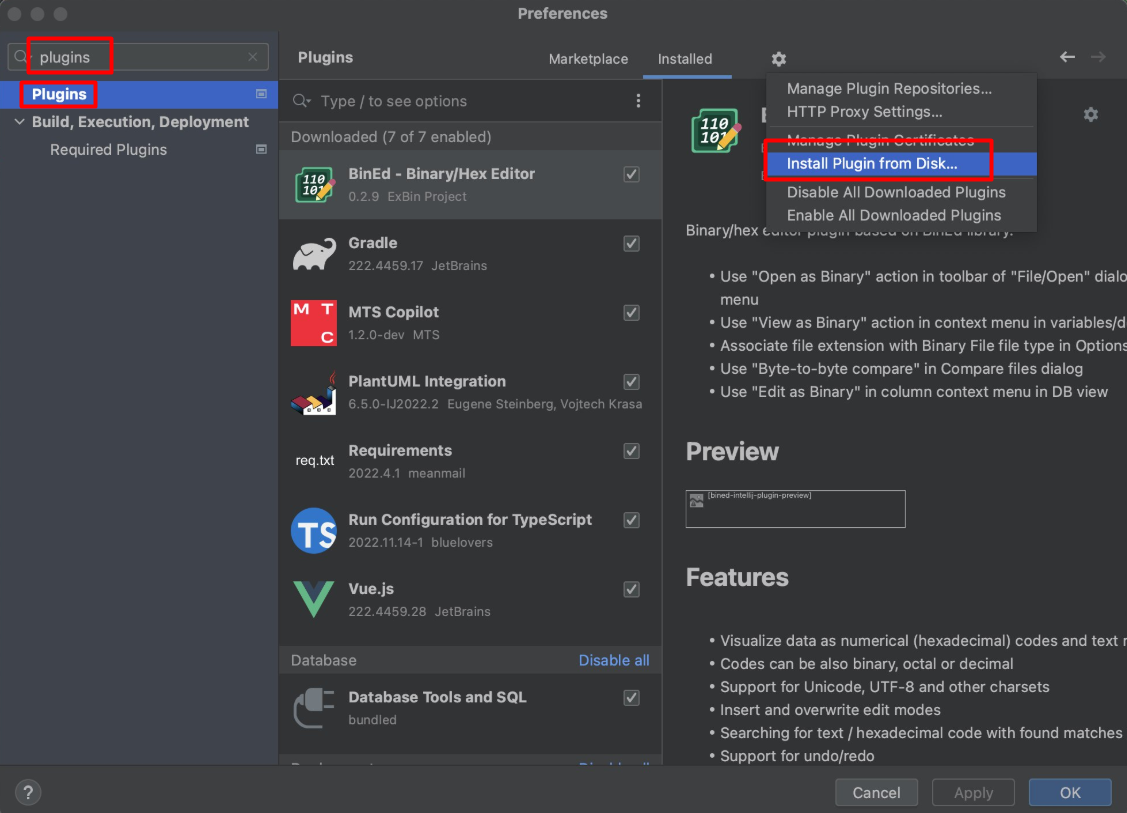 Preferences
plugins
Plugins
Build, Execution, Deployment
Required Plugins
Plugins
Marketplace
Installed
Type / to see options
Downloaded (7 of 7 enabled)
110
101
BinEd - Binary/Hex Editor
0.2.9 ExBin Project
Gradle
222.4459.17 JetBrains
M T
C
MTS Copilot
1.2.0-dev MTS
PlantUML Integration
6.5.0-IJ2022.2 Eugene Steinberg, Vojtech Krasa
req.txt
Requirements
2022.4.1 meanmail
TS
Run Configuration for TypeScript
2022.11.14-1 bluelovers
Vue.js
222.4459.28 JetBrains
Database
Disable all
Database Tools and SQL
bundled
Manage Plugin Repositories...
HTTP Proxy Settings...
Manage Plugin Certificates
Install Plugin from Disk...
Disable All Downloaded Plugins
Enable All Downloaded Plugins
110
101
Binary/hex editor plugin based on BinEd library.
• Use "Open as Binary" action in toolbar of "File/Open" dialo
menu
• Use "View as Binary" action in context menu in variables/d
• Associate file extension with Binary File file type in Options
• Use "Byte-to-byte compare" in Compare files dialog
• Use "Edit as Binary" in column context menu in DB view
Preview
[bined-intellij-plugin-preview]
Features
• Visualize data as numerical (hexadecimal) codes and text r
• Codes can be also binary, octal or decimal
• Support for Unicode, UTF-8 and other charsets
• Insert and overwrite edit modes
• Searching for text / hexadecimal code with found matches
• Support for undo/redo
?
Cancel
Apply
OK